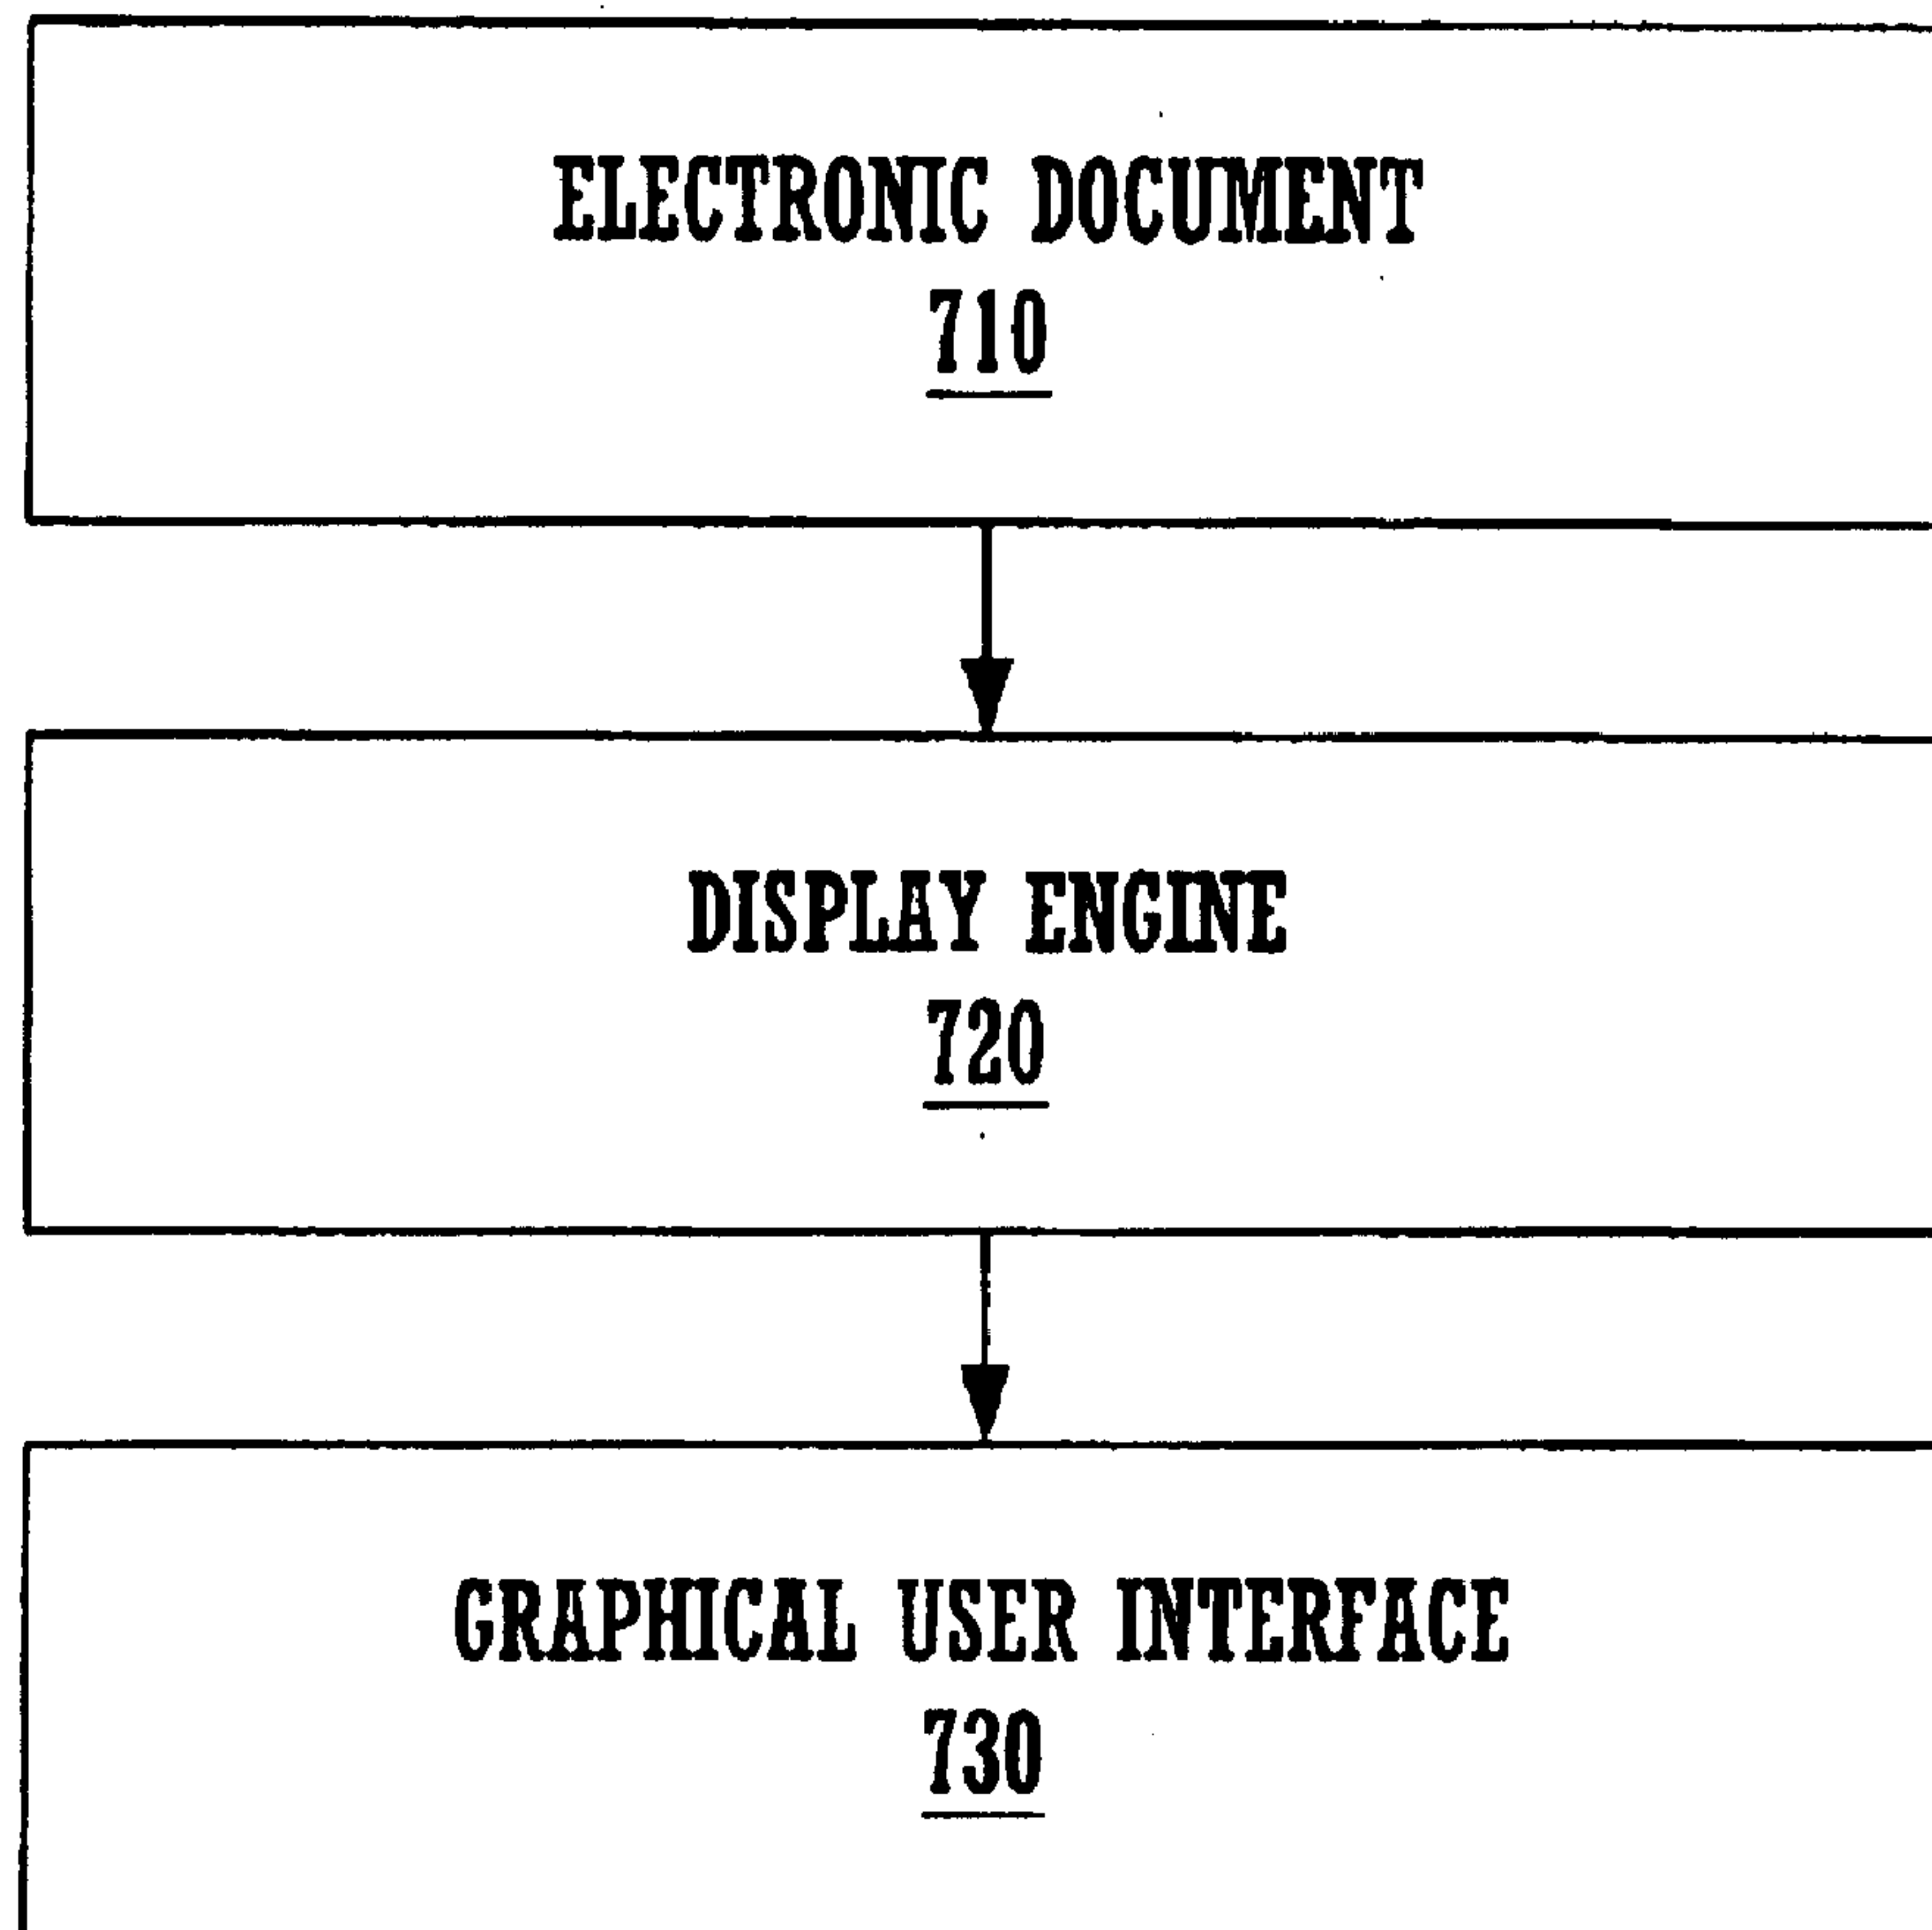 ELECTRONIC DOCUMENT
710
DISPLAY ENGINE
720
GRAPHICAL USER INTERFACE
730